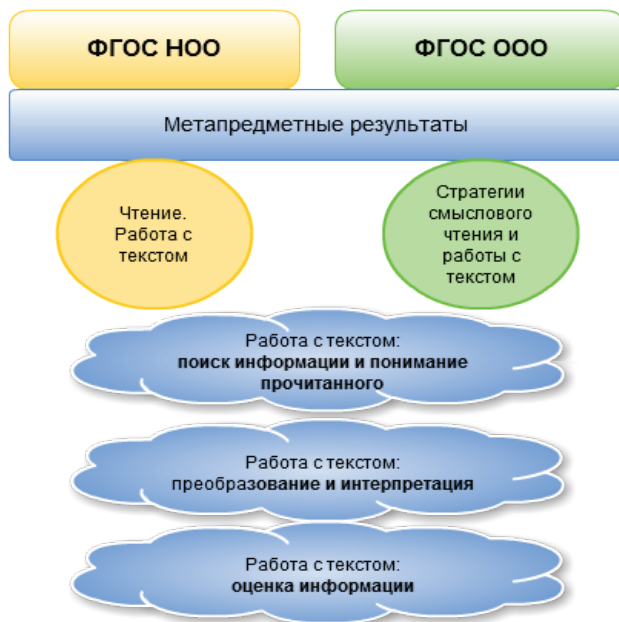 ФГОС НОО
ФГОС ООО
Метапредметные результаты
Чтение.
Работа с
текстом
Стратегии
смыслового
чтения и
работы с
текстом
Работа с текстом:
поиск информации и понимание
прочитанного
Работа с текстом:
преобразование и интерпретация
Работа с текстом:
оценка информации